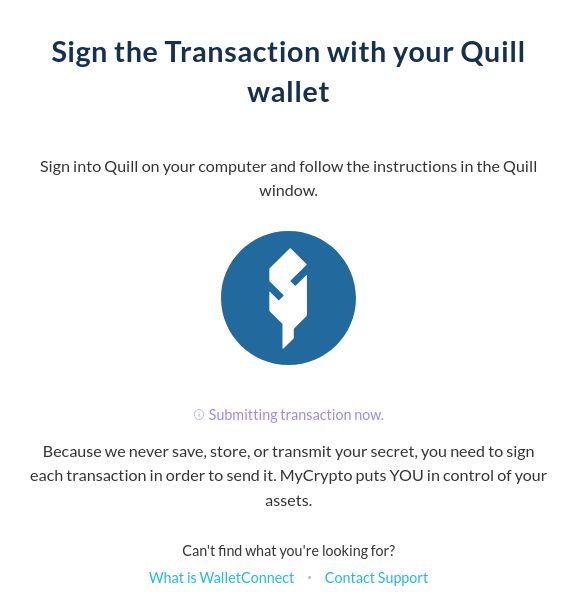 Sign the Transaction with your Quill
wallet
Sign into Quill on your computer and follow the instructions in the Quill
window.
Submitting transaction now.
Because we never save, store, or transmit your secret, you need to sign
each transaction in order to send it. MyCrypto puts YOU in control of your
assets.
Can't find what you're looking for?
What is WalletConnect · Contact Support